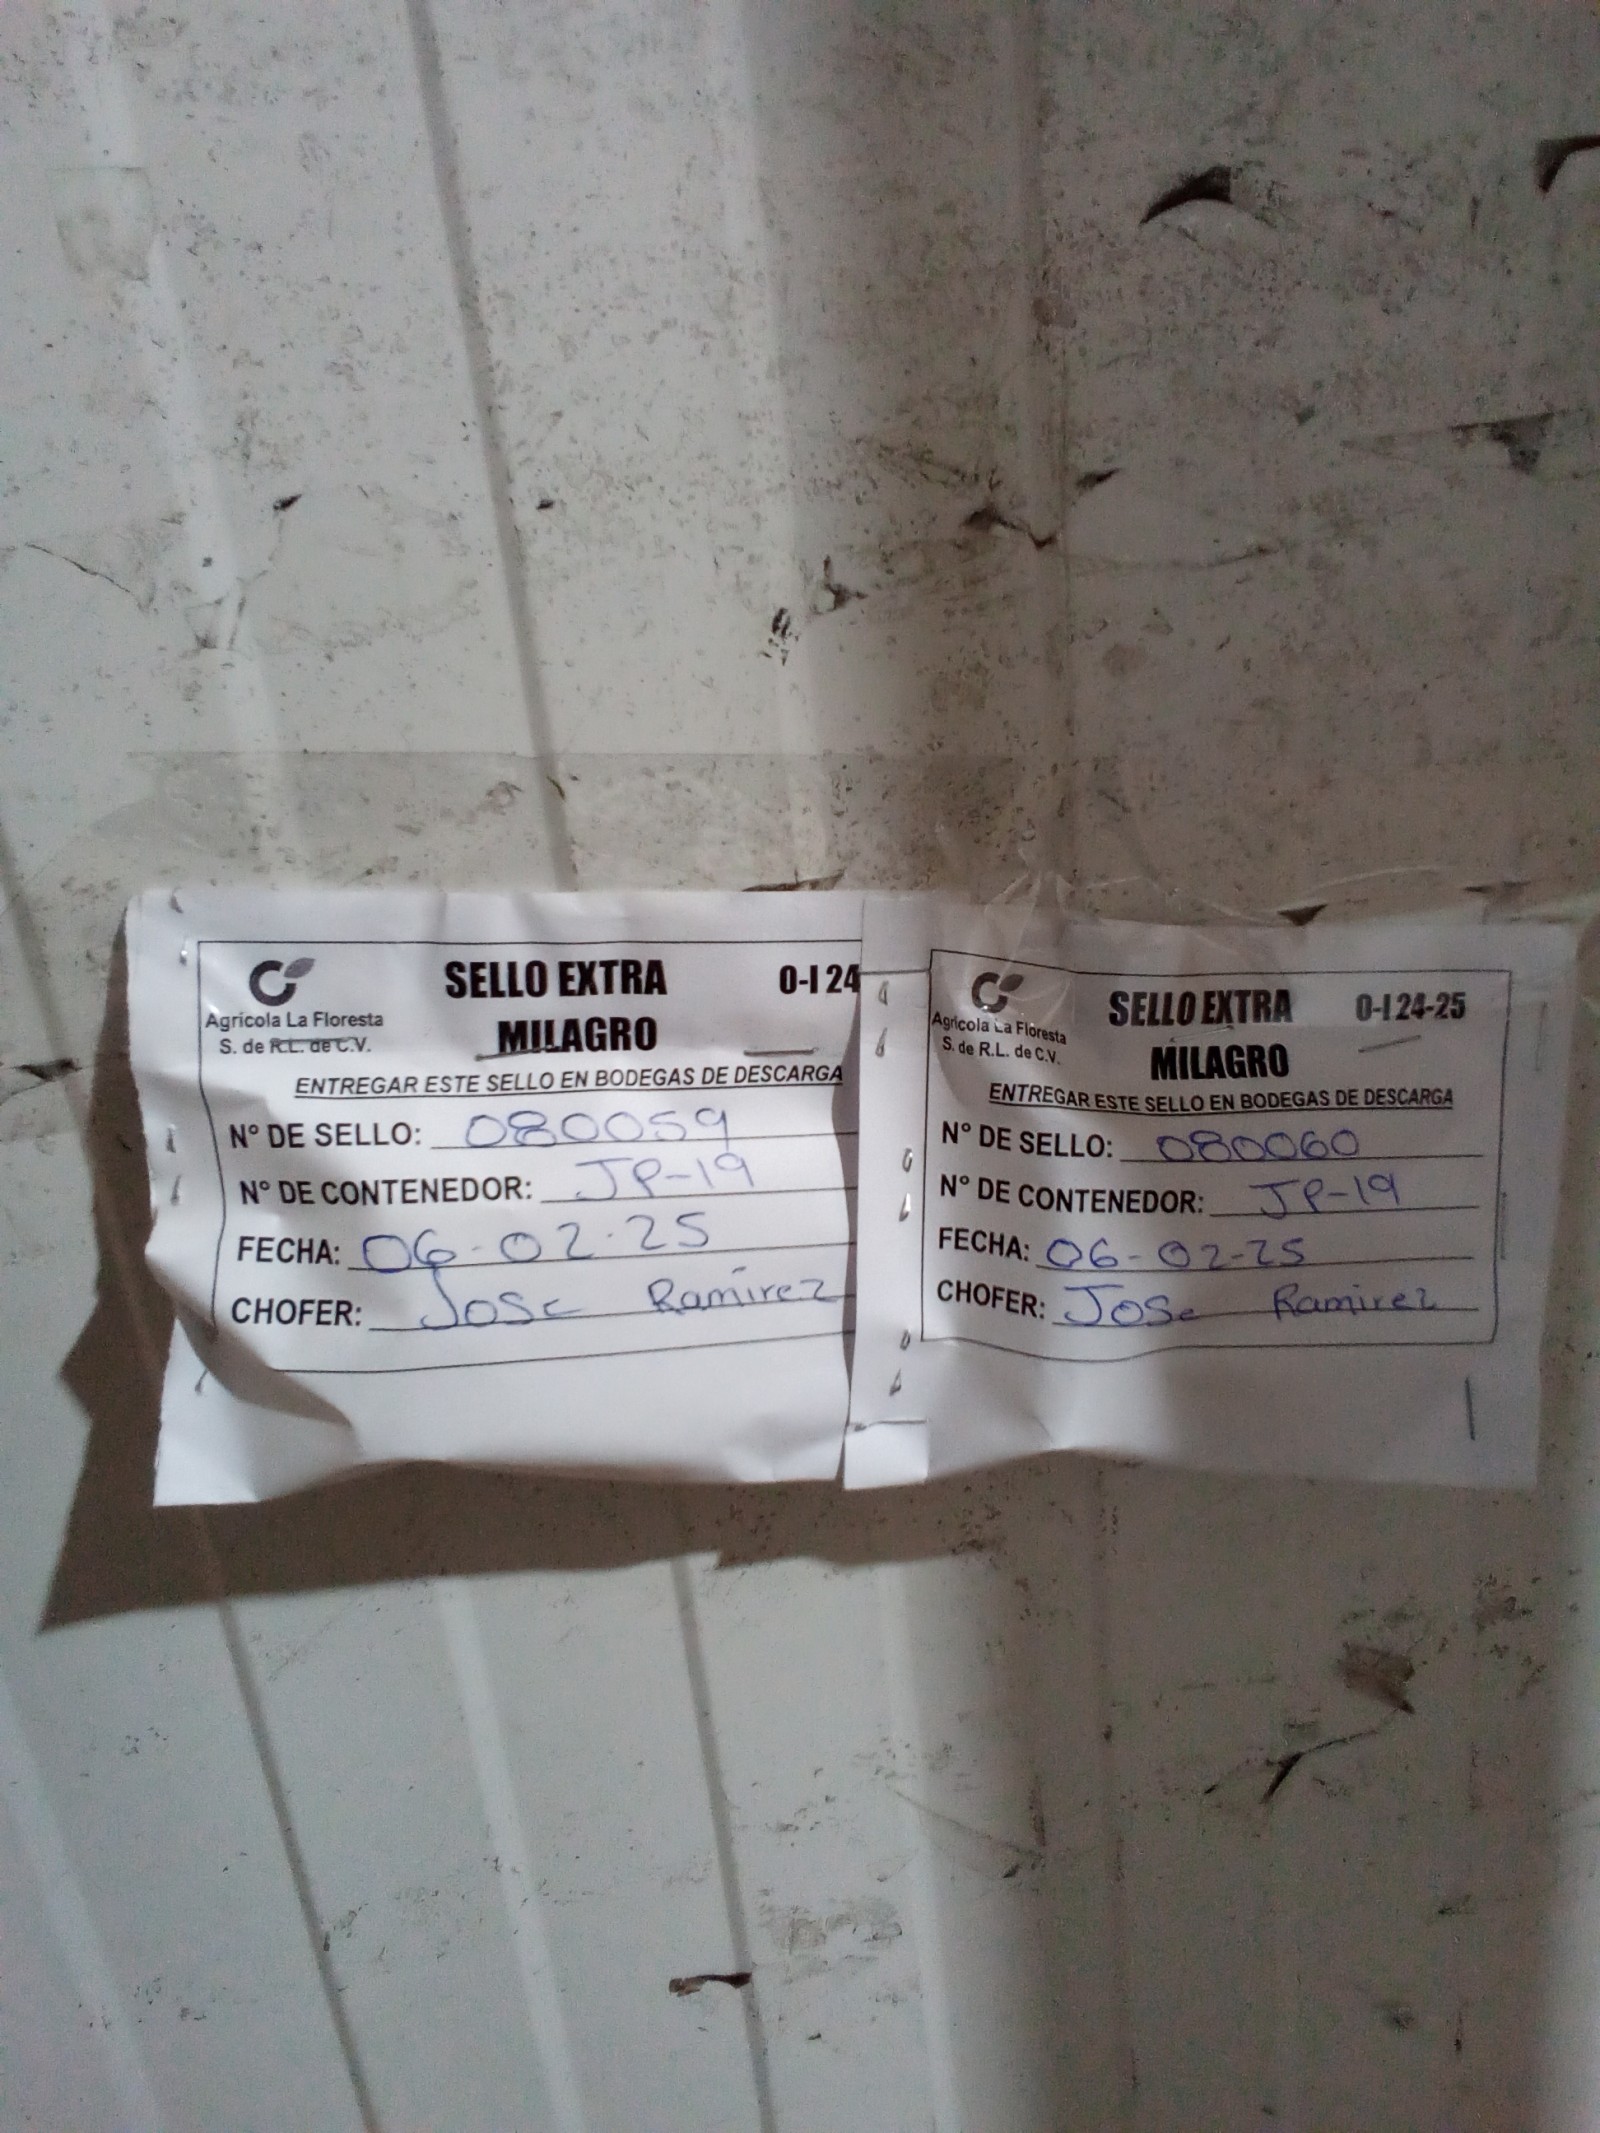 SELLO EXTRA 0-I 24
Agrícola La Floresta
S. de R.L. de C.V.
MILAGRO
ENTREGAR ESTE SELLO EN BODEGAS DE DESCARGA
N° DE SELLO: 080059
N° DE CONTENEDOR: JP-19
FECHA: 06-02-25
CHOFER: Jose Ramirez
SELLO EXTRA 0-I 24-25
Agrícola La Floresta
S. de R.L. de C.V.
MILAGRO
ENTREGAR ESTE SELLO EN BODEGAS DE DESCARGA
N° DE SELLO: 080060
N° DE CONTENEDOR: JP-19
FECHA: 06-02-25
CHOFER: Jose Ramirez